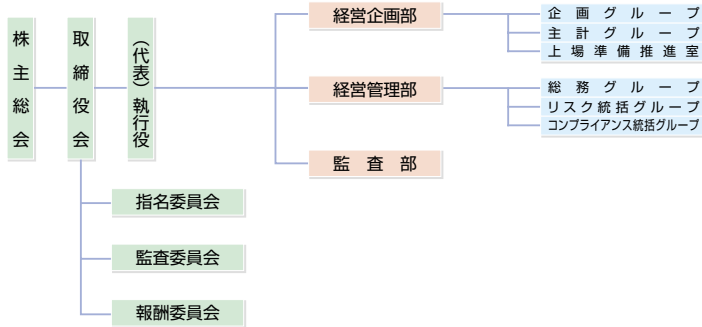 株主総会
取締役会
（代表）執行役
経営企画部
企画グループ
主計グループ
上場準備推進室
経営管理部
総務グループ
リスク統括グループ
コンプライアンス統括グループ
監査部
指名委員会
監査委員会
報酬委員会